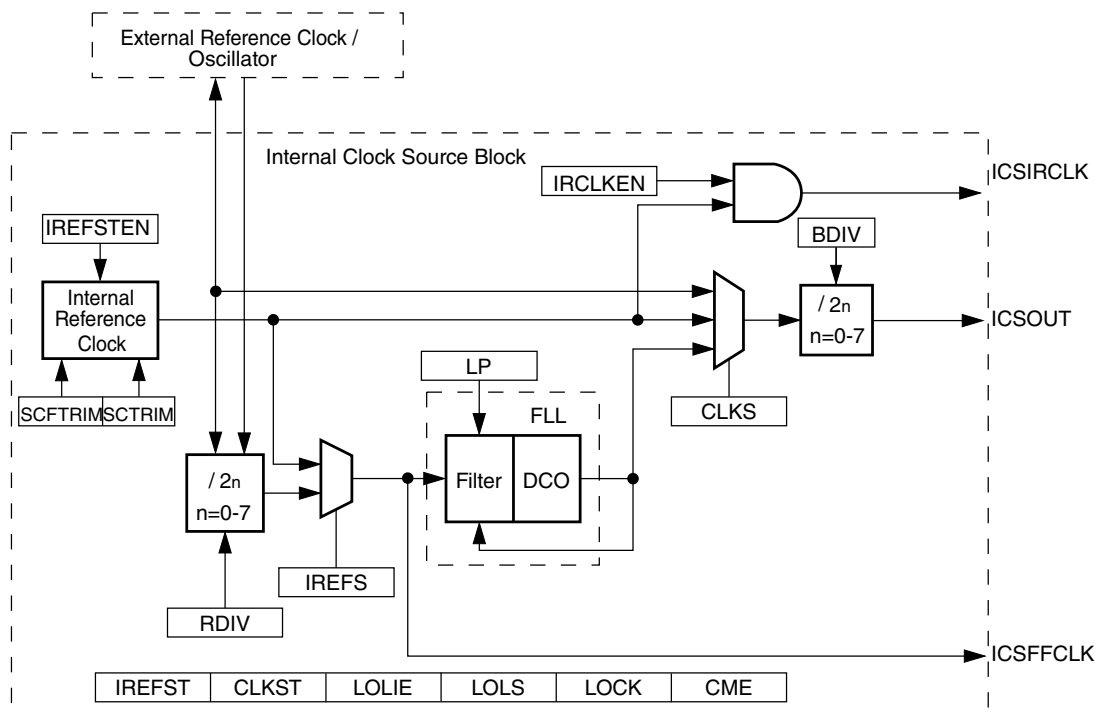 External Reference Clock /
Oscillator
Internal Clock Source Block
IRCLKEN
ICSIRCLK
IREFSTEN
BDIV
Internal
Reference
Clock
/ 2n
n=0-7
ICSOUT
LP
SCFTRIM
SCTRIM
CLKS
FLL
/ 2n
n=0-7
Filter
DCO
IREFS
RDIV
ICSFFCLK
IREFST
CLKST
LOLIE
LOLS
LOCK
CME